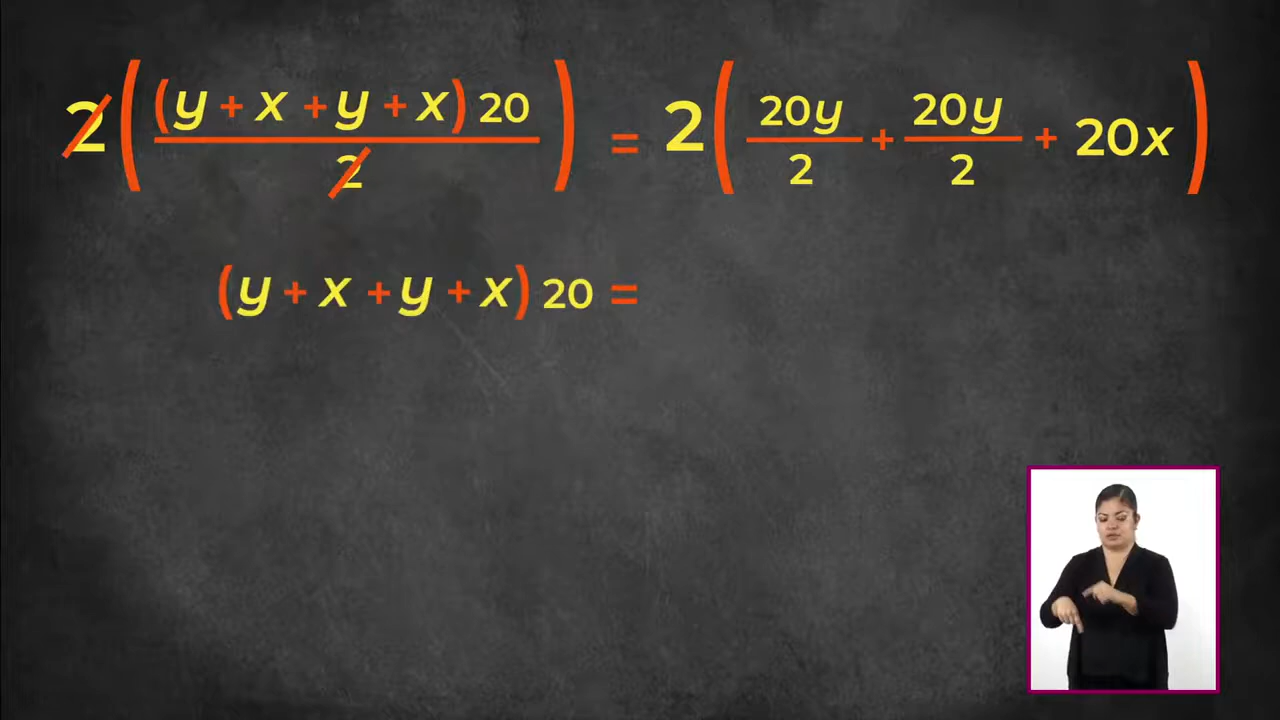 2((y + x + y + x) 20 / 2) = 2(20y / 2 + 20y / 2 + 20x)
(y + x + y + x) 20 =